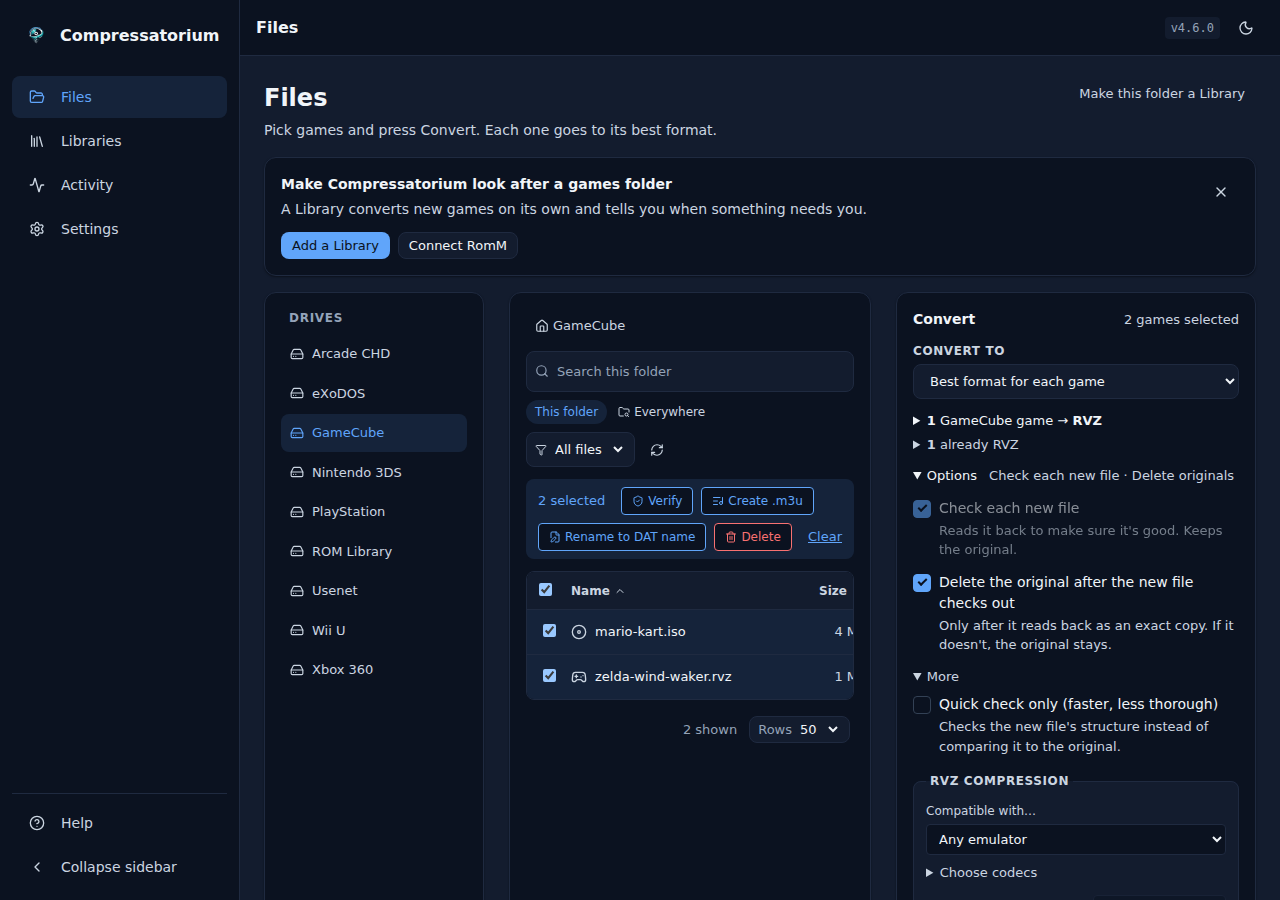 Compressatorium
Files
Libraries
Activity
Settings
Help
Collapse sidebar
Files
v4.6.0
Files
Make this folder a Library
Pick games and press Convert. Each one goes to its best format.
Make Compressatorium look after a games folder
A Library converts new games on its own and tells you when something needs you.
Add a Library
Connect RomM
DRIVES
Arcade CHD
eXoDOS
GameCube
Nintendo 3DS
PlayStation
ROM Library
Usenet
Wii U
Xbox 360
GameCube
Search this folder
This folder
Everywhere
All files
2 selected
Verify
Create .m3u
Rename to DAT name
Delete
Clear
Name
Size
mario-kart.iso
4 M
zelda-wind-waker.rvz
1 M
2 shown
Rows 50
Convert
2 games selected
CONVERT TO
Best format for each game
1 GameCube game → RVZ
1 already RVZ
Options Check each new file · Delete originals
Check each new file
Reads it back to make sure it's good. Keeps
the original.
Delete the original after the new file
checks out
Only after it reads back as an exact copy. If it
doesn't, the original stays.
More
Quick check only (faster, less thorough)
Checks the new file's structure instead of
comparing it to the original.
RVZ COMPRESSION
Compatible with...
Any emulator
Choose codecs